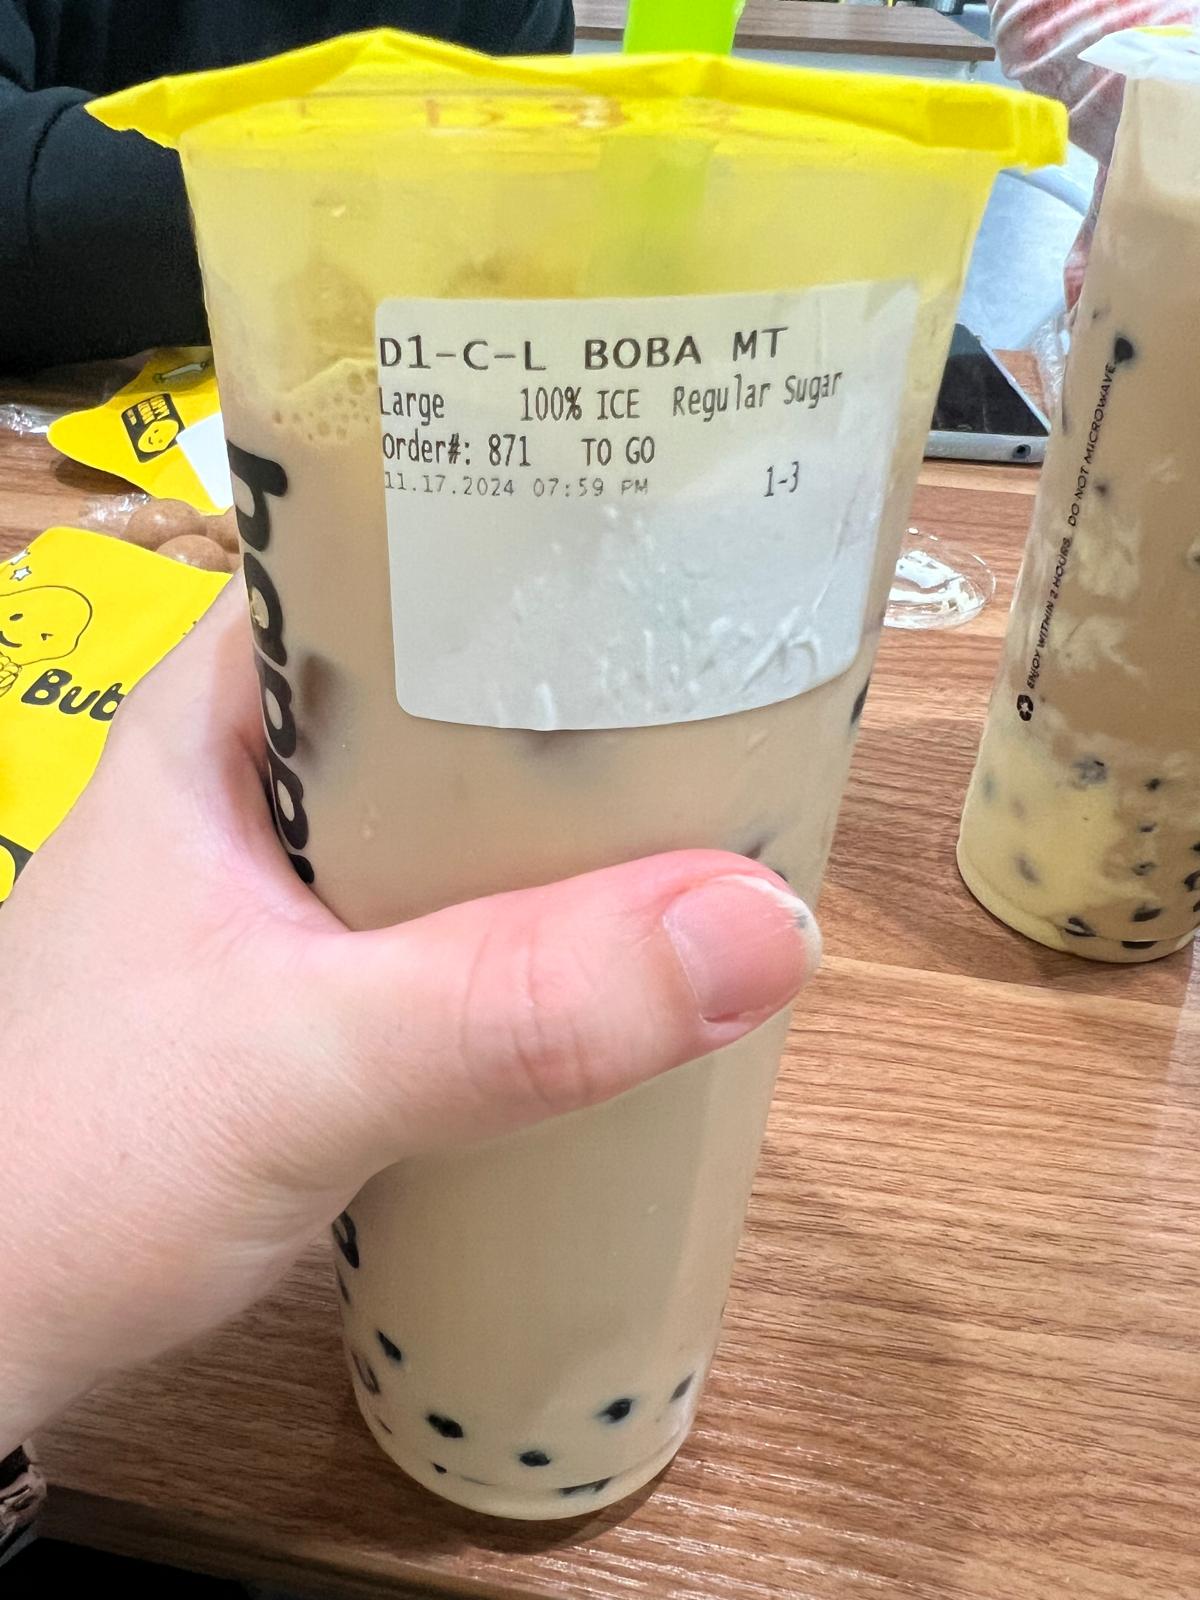 D1-C-L BOBA MT
Large 100% ICE Regular Sugar
Order#: 871 TO GO
11.17.2024 07:59 PM 1-3
happi
Bub
ENJOY WITHIN 2 HOURS. DO NOT MICROWAVE.